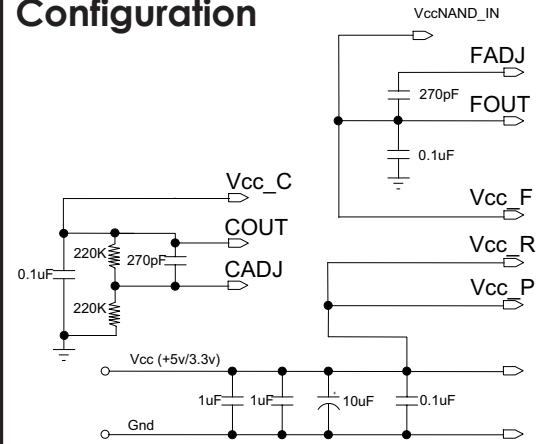 Configuration
VccNAND_IN
FADJ
270pF
FOUT
0.1uF
Vcc_C
Vcc_F
COUT
220K
270pF
Vcc_R
0.1uF
CADJ
Vcc_P
220K
Vcc (+5v/3.3v)
1uF
1uF
10uF
0.1uF
Gnd